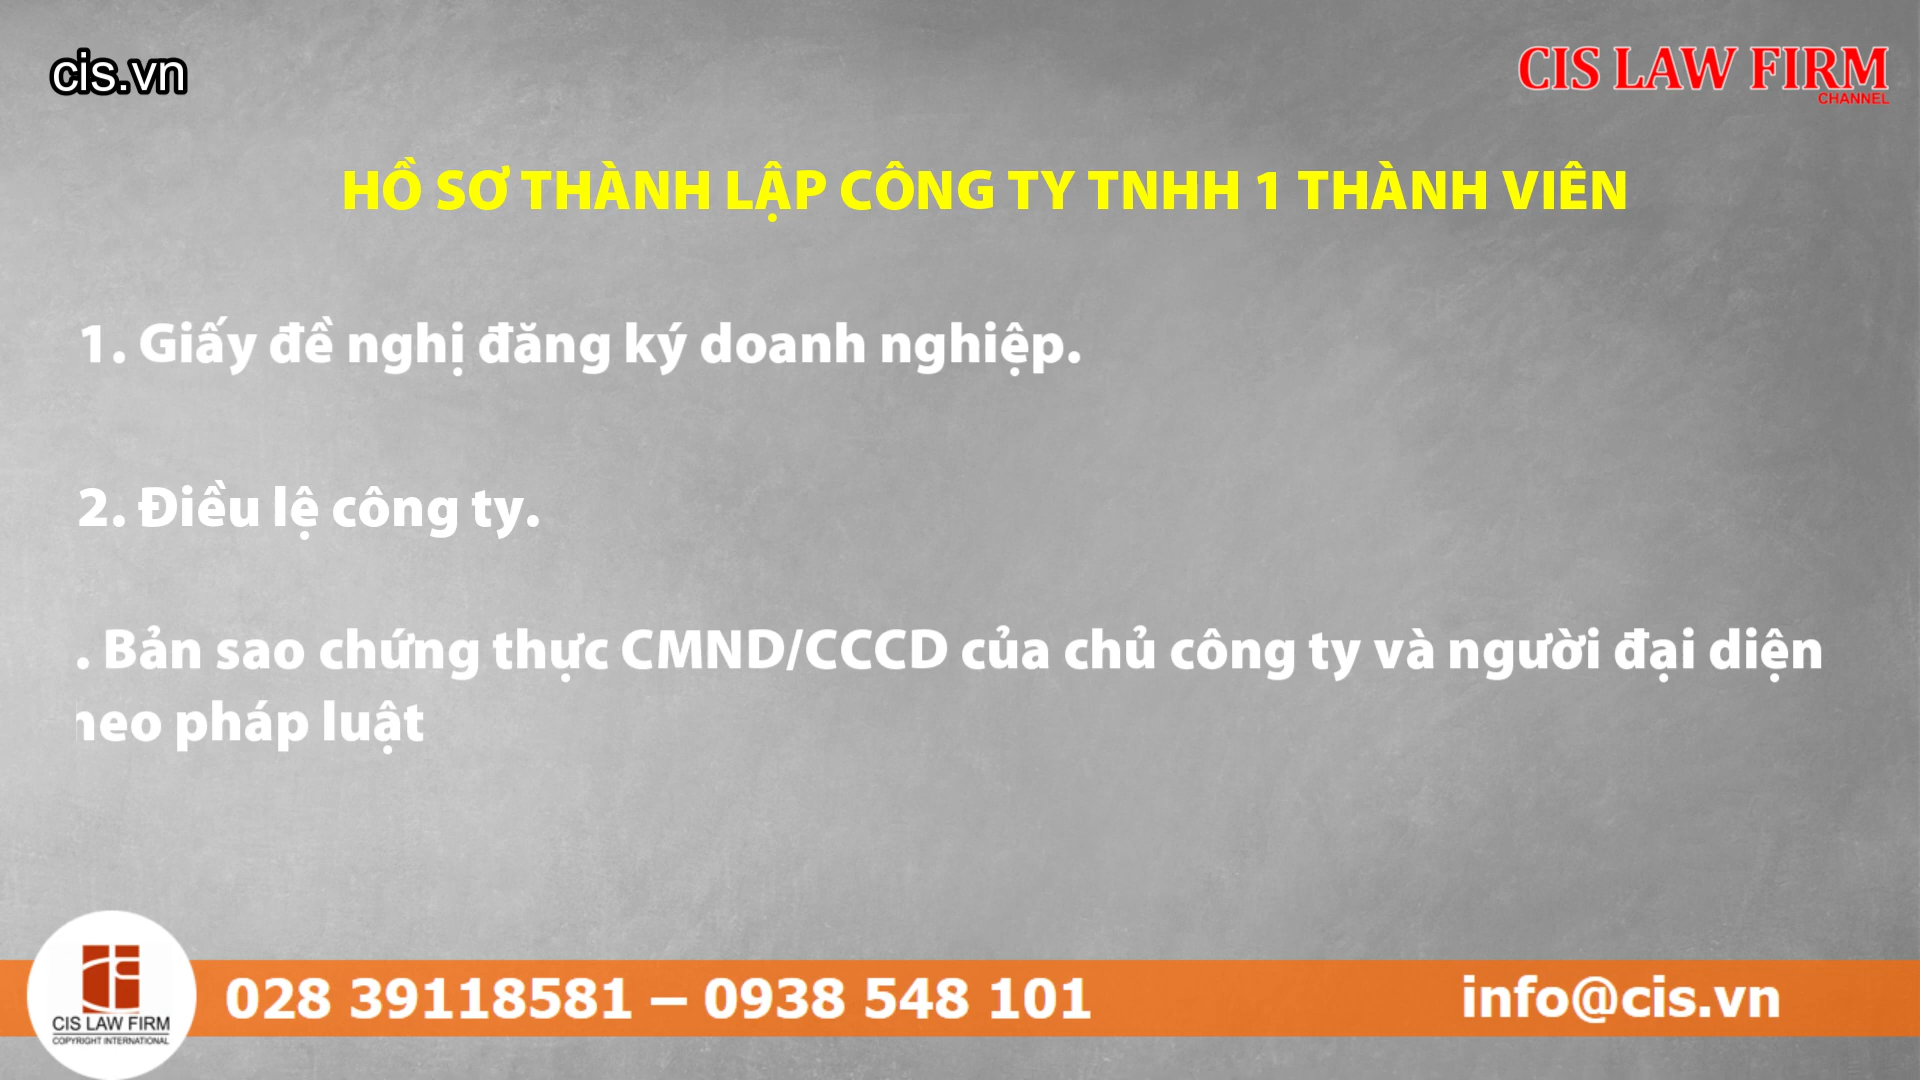 cis.vn
CIS LAW FIRM
CHANNEL
HỒ SƠ THÀNH LẬP CÔNG TY TNHH 1 THÀNH VIÊN
1. Giấy đề nghị đăng ký doanh nghiệp.
2. Điều lệ công ty.
. Bản sao chứng thực CMND/CCCD của chủ công ty và người đại diện
heo pháp luật
CIS LAW FIRM
COPYRIGHT INTERNATIONAL
028 39118581 – 0938 548 101
info@cis.vn